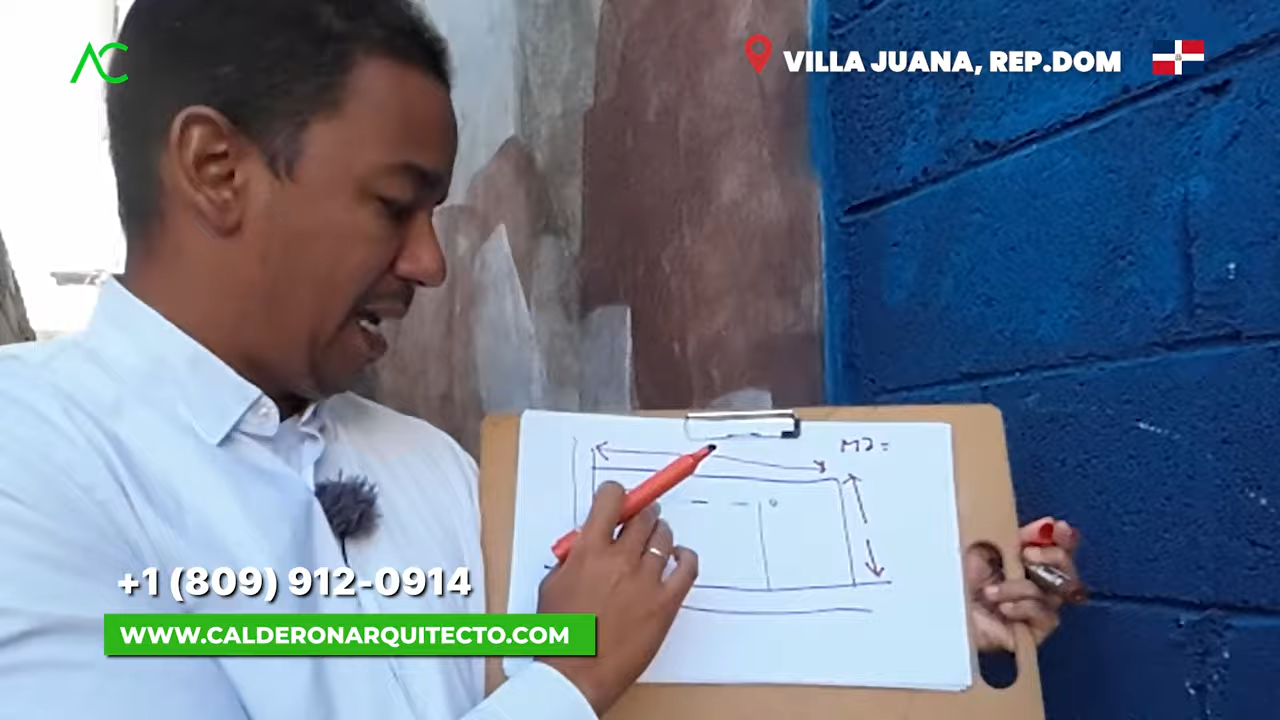 AC
VILLA JUANA, REP.DOM
M2=
+1 (809) 912-0914
WWW.CALDERONARQUITECTO.COM